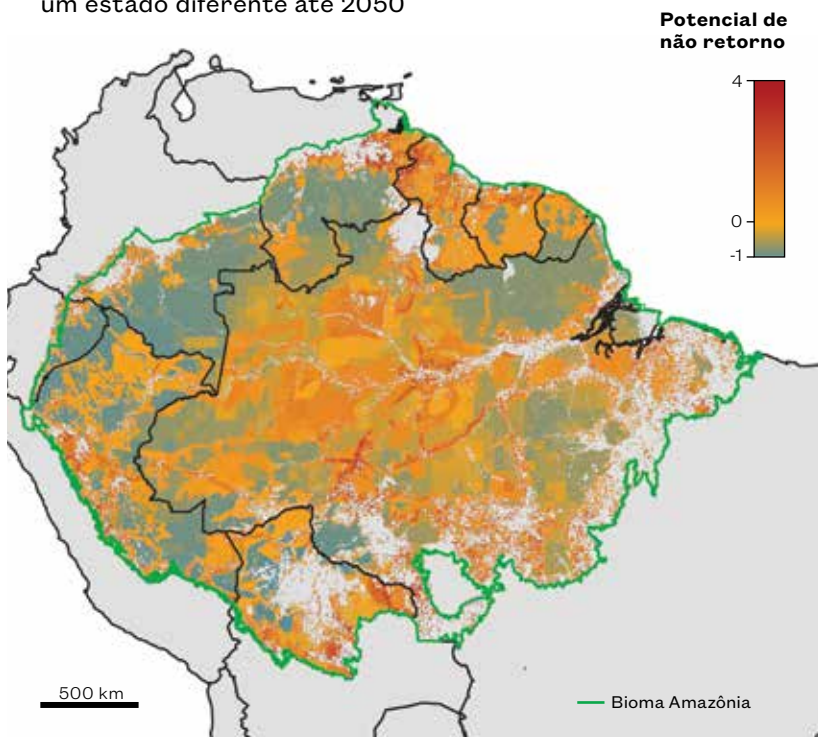 um estado diferente até 2050
Potencial de
não retorno
4
0
-1
500 km
Bioma Amazônia